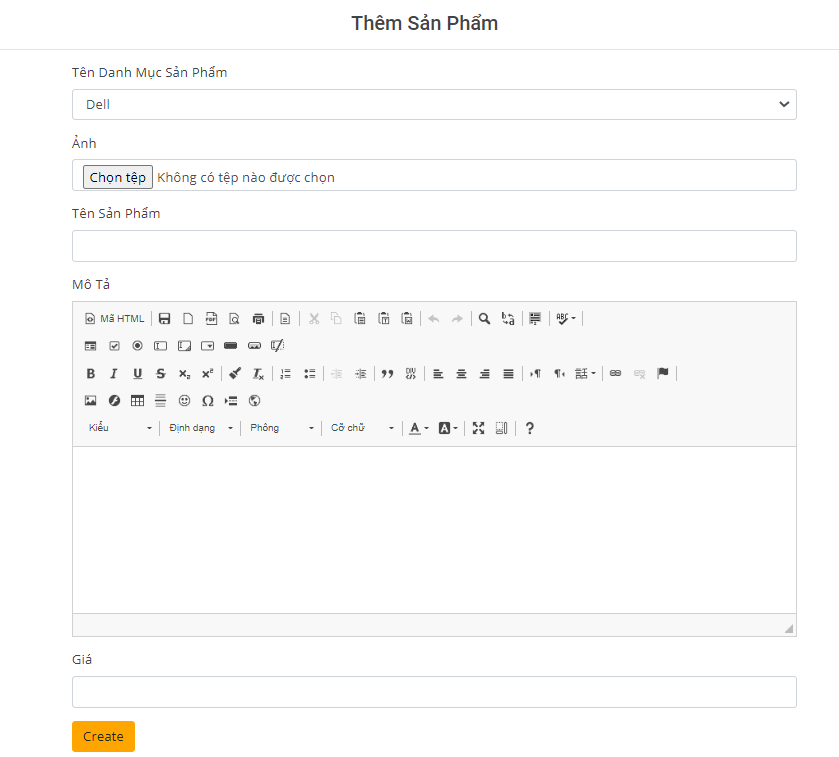 Thêm Sản Phẩm
Tên Danh Mục Sản Phẩm
Dell
Ảnh
Chọn tệp Không có tệp nào được chọn
Tên Sản Phẩm
Mô Tả
Mã HTML
Kiểu Định dạng Phông Cỡ chữ
Giá
Create